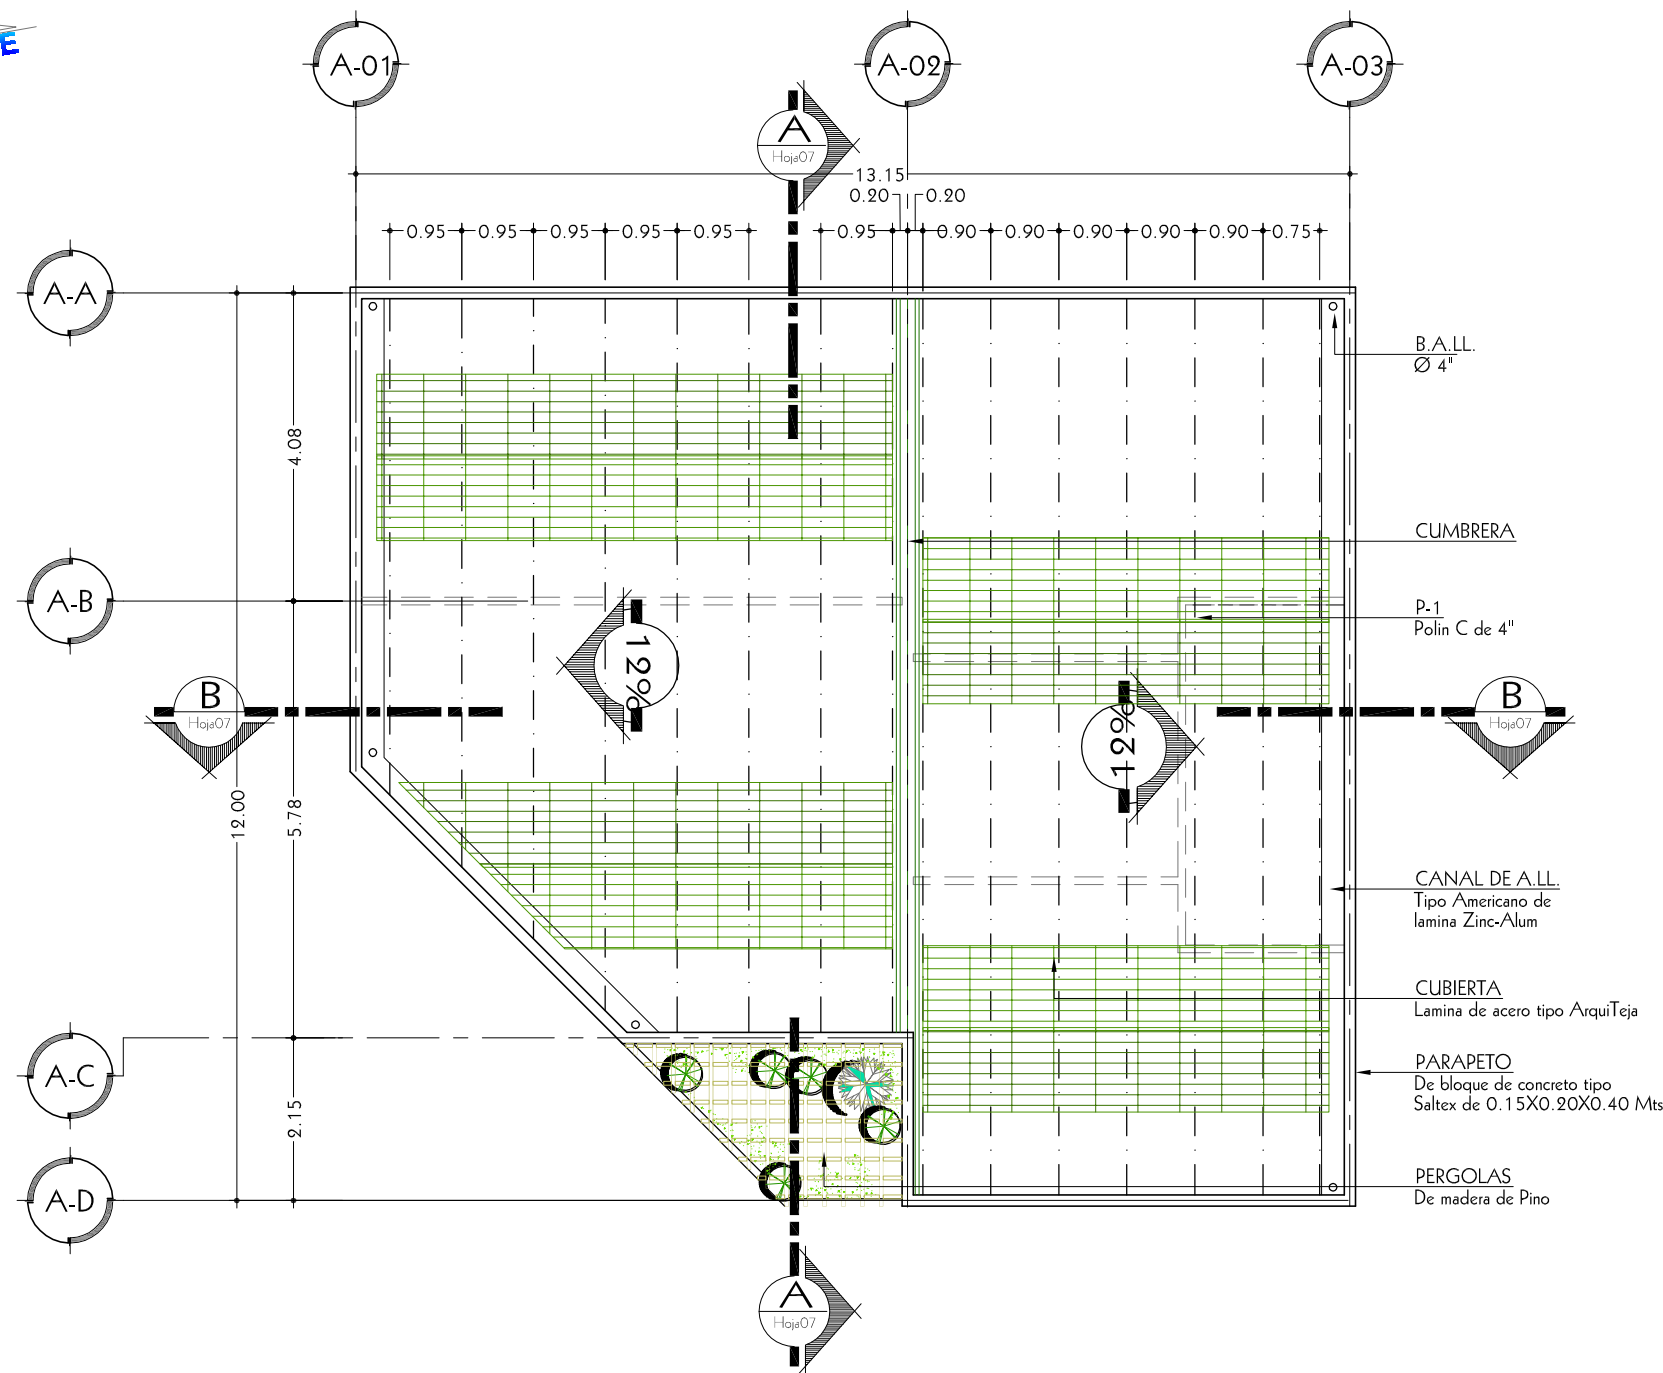 E
A-01
A-02
A-03
A
Hoja07
13.15
0.20
0.20
0.95
0.95
0.95
0.95
0.95
0.95
0.90
0.90
0.90
0.90
0.90
0.75
A-A
A-B
A-C
A-D
4.08
5.78
12.00
2.15
B
Hoja07
12%
12%
B
Hoja07
B.A.LL.
Ø 4"
CUMBRERA
P-1
Polin C de 4"
CANAL DE A.LL.
Tipo Americano de
lamina Zinc-Alum
CUBIERTA
Lamina de acero tipo ArquiTeja
PARAPETO
De bloque de concreto tipo
Saltex de 0.15X0.20X0.40 Mts
PERGOLAS
De madera de Pino
A
Hoja07